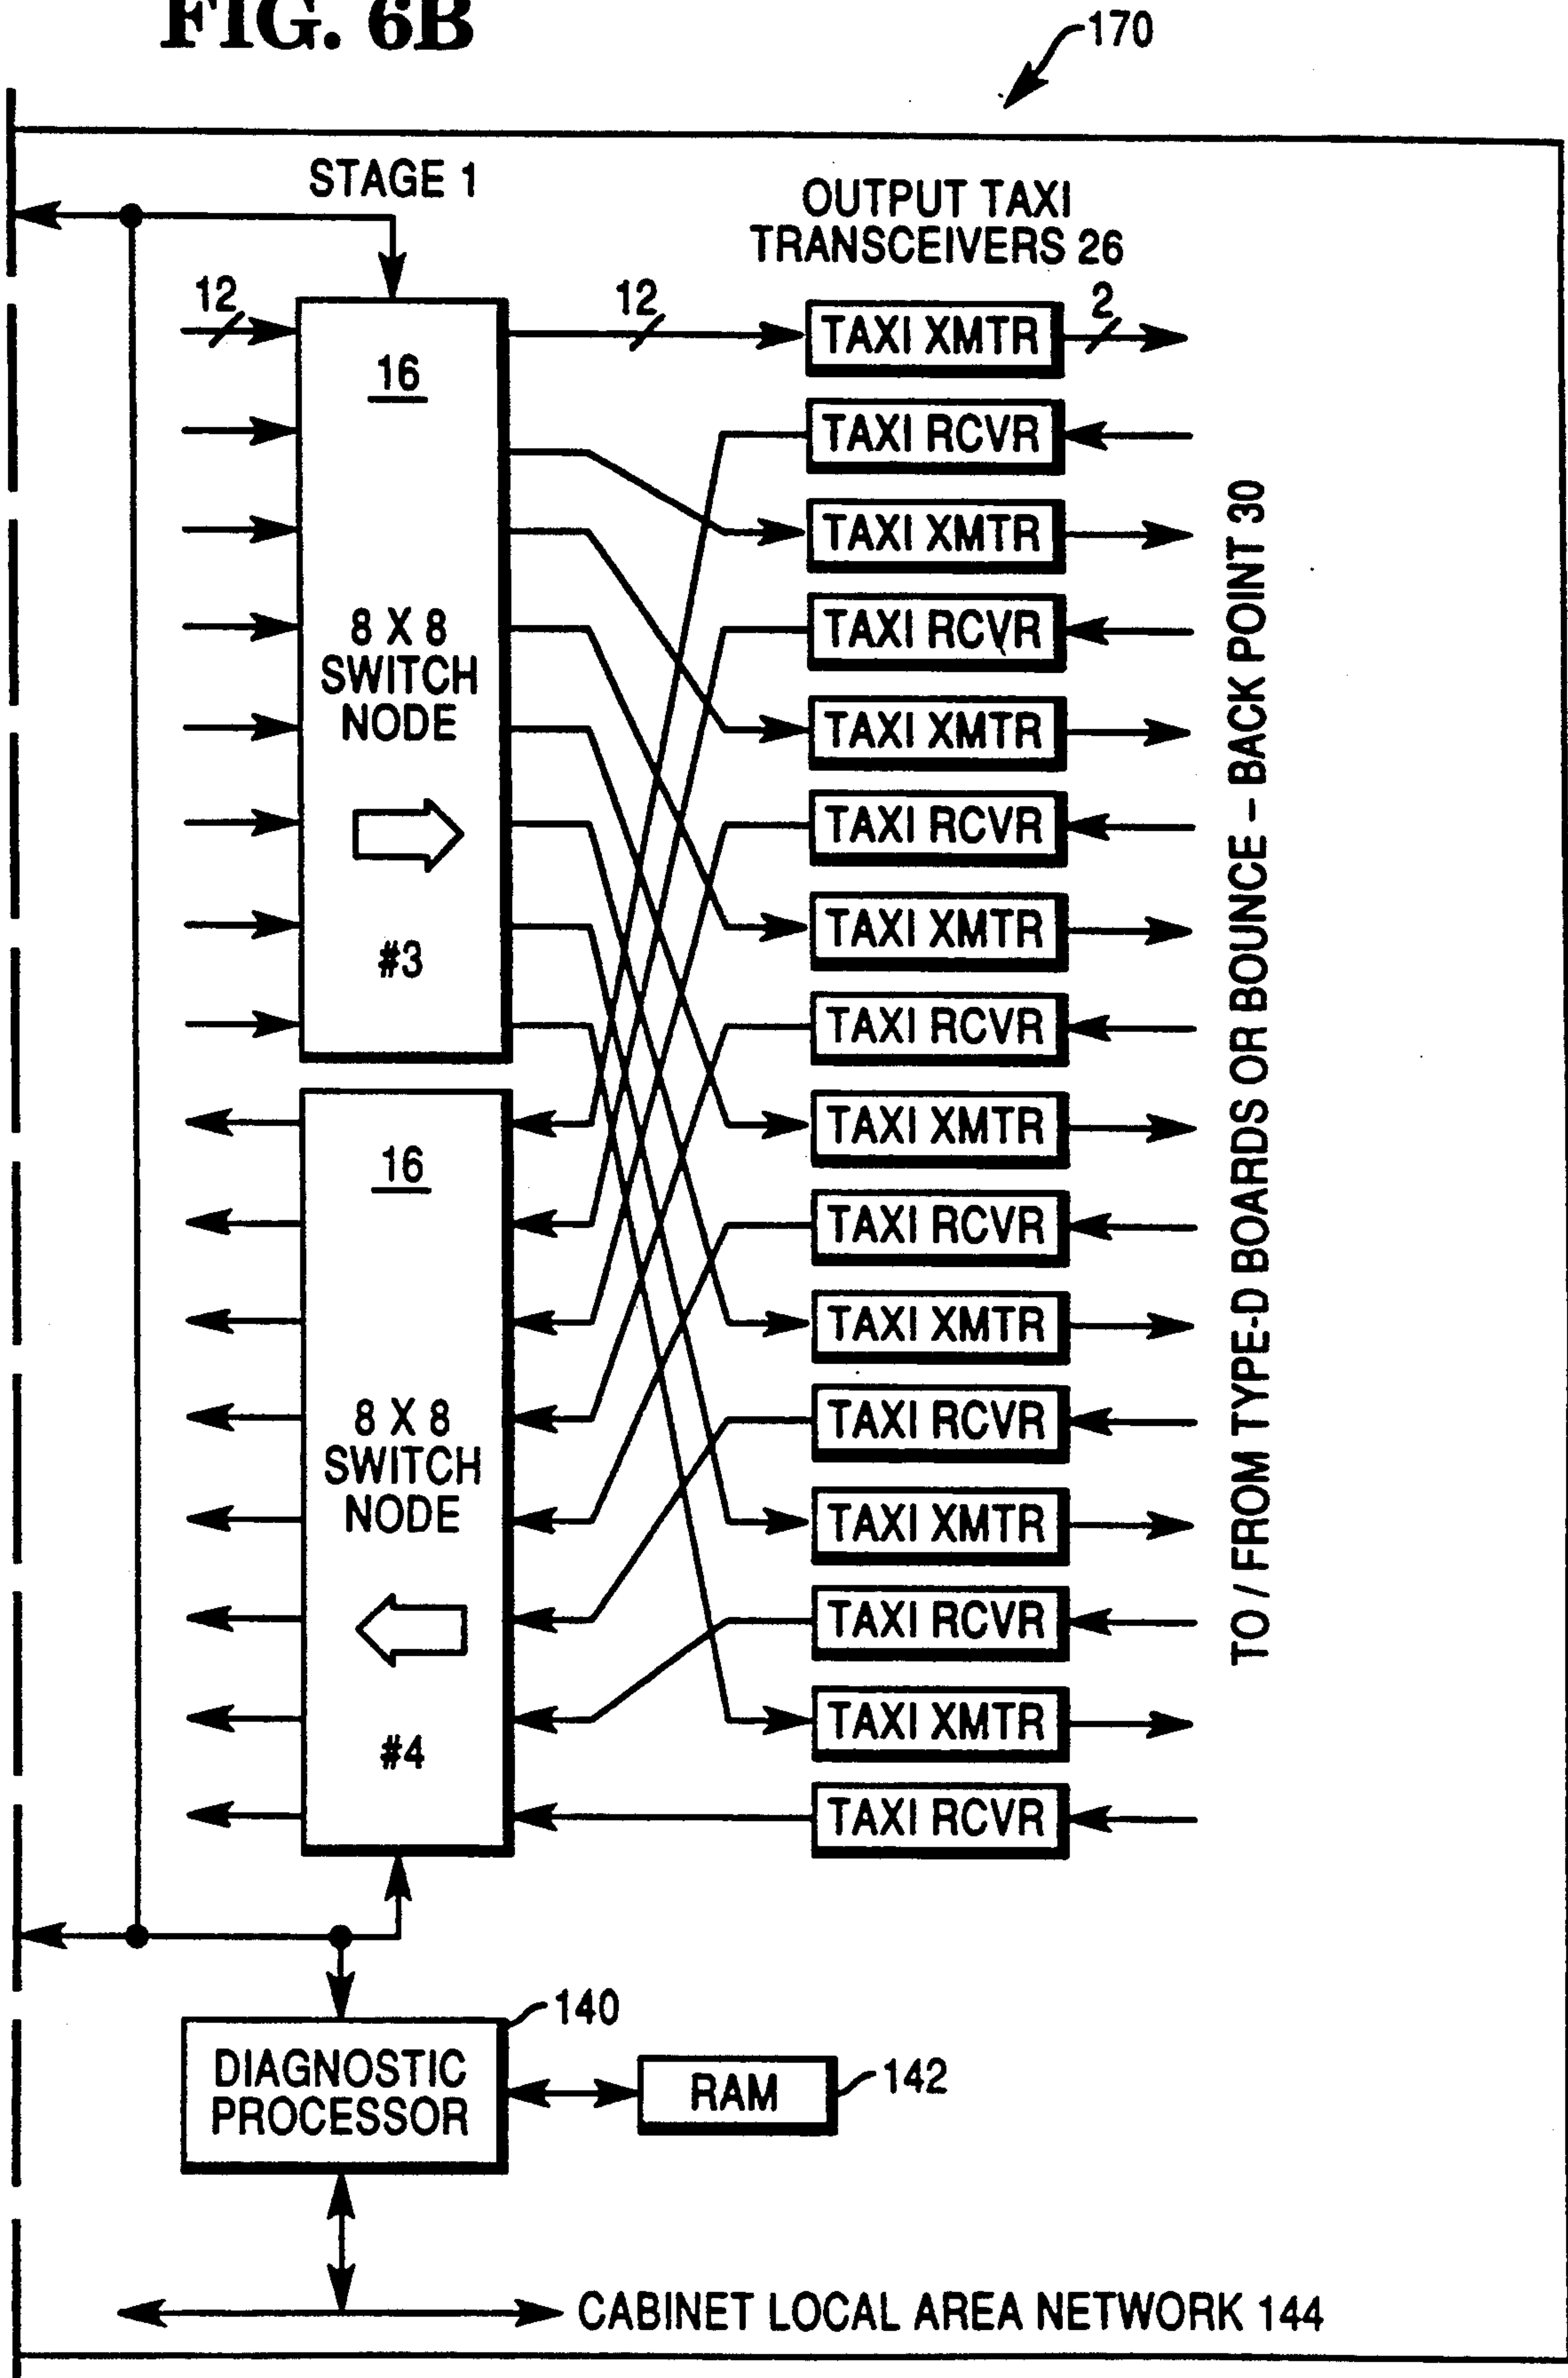 FIG. 6B
170
STAGE 1
OUTPUT TAXI
TRANSCEIVERS 26
12
12
2
16
8 X 8
SWITCH
NODE
#3
16
8 X 8
SWITCH
NODE
#4
TAXI XMTR
TAXI RCVR
TAXI XMTR
TAXI RCVR
TAXI XMTR
TAXI RCVR
TAXI XMTR
TAXI RCVR
TAXI XMTR
TAXI RCVR
TAXI XMTR
TAXI RCVR
TAXI XMTR
TAXI RCVR
TAXI XMTR
TAXI RCVR
TO / FROM TYPE-D BOARDS OR BOUNCE – BACK POINT 30
140
DIAGNOSTIC
PROCESSOR
RAM
142
CABINET LOCAL AREA NETWORK 144